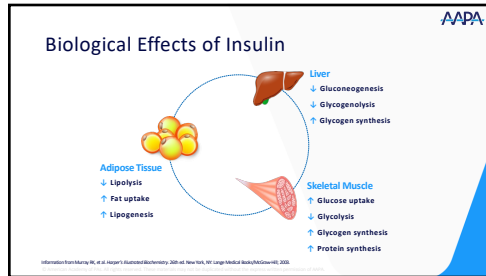 AAPA
Biological Effects of Insulin
Liver
↓ Gluconeogenesis
↓ Glycogenolysis
↑ Glycogen synthesis
Adipose Tissue
↓ Lipolysis
↑ Fat uptake
↑ Lipogenesis
Skeletal Muscle
↑ Glucose uptake
↓ Glycolysis
↑ Glycogen synthesis
↑ Protein synthesis
Information from Murray RK, et al. Harper's Illustrated Biochemistry. 26th ed. New York, NY: Lange Medical Books/McGraw Hill; 2003.